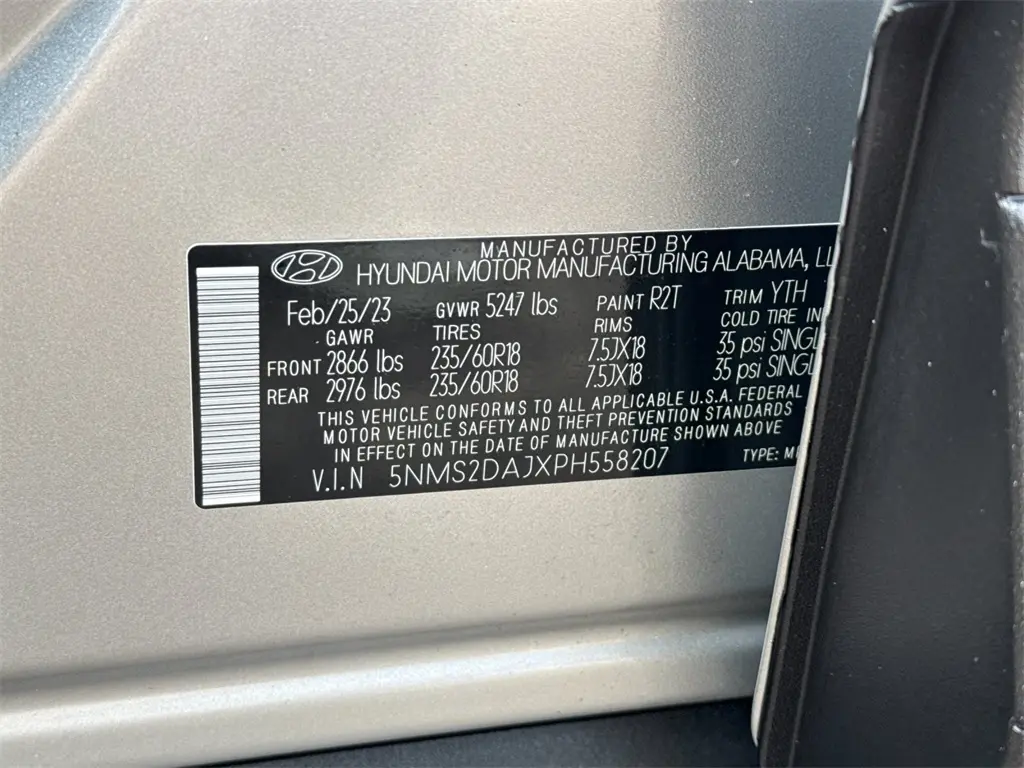 MANUFACTURED BY
HYUNDAI MOTOR MANUFACTURING ALABAMA,
Feb/25/23 GVWR 5247 lbs PAINT R2T TRIM YTH
GAWR TIRES RIMS COLD TIRE
FRONT 2866 lbs 235/60R18 7.5JX18 35 psi
REAR 2976 lbs 235/60R18 7.5JX18 35 psi
THIS VEHICLE CONFORMS TO ALL APPLICABLE U.S.A. FEDERAL
MOTOR VEHICLE SAFETY AND THEFT PREVENTION STANDARDS
IN EFFECT ON THE DATE OF MANUFACTURE SHOWN ABOVE
V.I.N 5NMS2DAJXPH558207 TYPE: